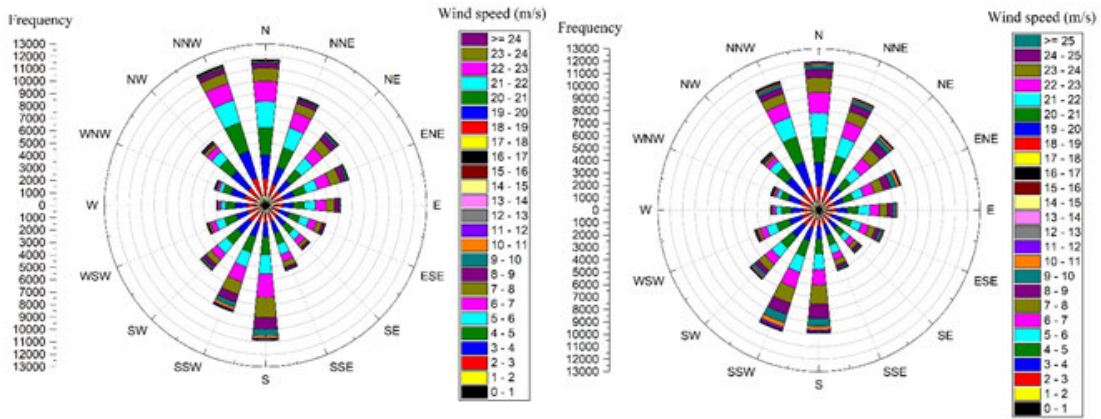 Frequency
13000
12000
11000
10000
9000
8000
7000
6000
5000
4000
3000
2000
1000
0
1000
2000
3000
4000
5000
6000
7000
8000
9000
10000
11000
12000
13000
N
NNE
NE
ENE
E
ESE
SE
SSE
S
SSW
SW
WSW
W
WNW
NW
NNW
Wind speed (m/s)
>= 24
23 - 24
22 - 23
21 - 22
20 - 21
19 - 20
18 - 19
17 - 18
16 - 17
15 - 16
14 - 15
13 - 14
12 - 13
11 - 12
10 - 11
9 - 10
8 - 9
7 - 8
6 - 7
5 - 6
4 - 5
3 - 4
2 - 3
1 - 2
0 - 1
Frequency
13000
12000
11000
10000
9000
8000
7000
6000
5000
4000
3000
2000
1000
0
1000
2000
3000
4000
5000
6000
7000
8000
9000
10000
11000
12000
13000
N
NNE
NE
ENE
E
ESE
SE
SSE
S
SSW
SW
WSW
W
WNW
NW
NNW
Wind speed (m/s)
>= 25
24 - 25
23 - 24
22 - 23
21 - 22
20 - 21
19 - 20
18 - 19
17 - 18
16 - 17
15 - 16
14 - 15
13 - 14
12 - 13
11 - 12
10 - 11
9 - 10
8 - 9
7 - 8
6 - 7
5 - 6
4 - 5
3 - 4
2 - 3
1 - 2
0 - 1